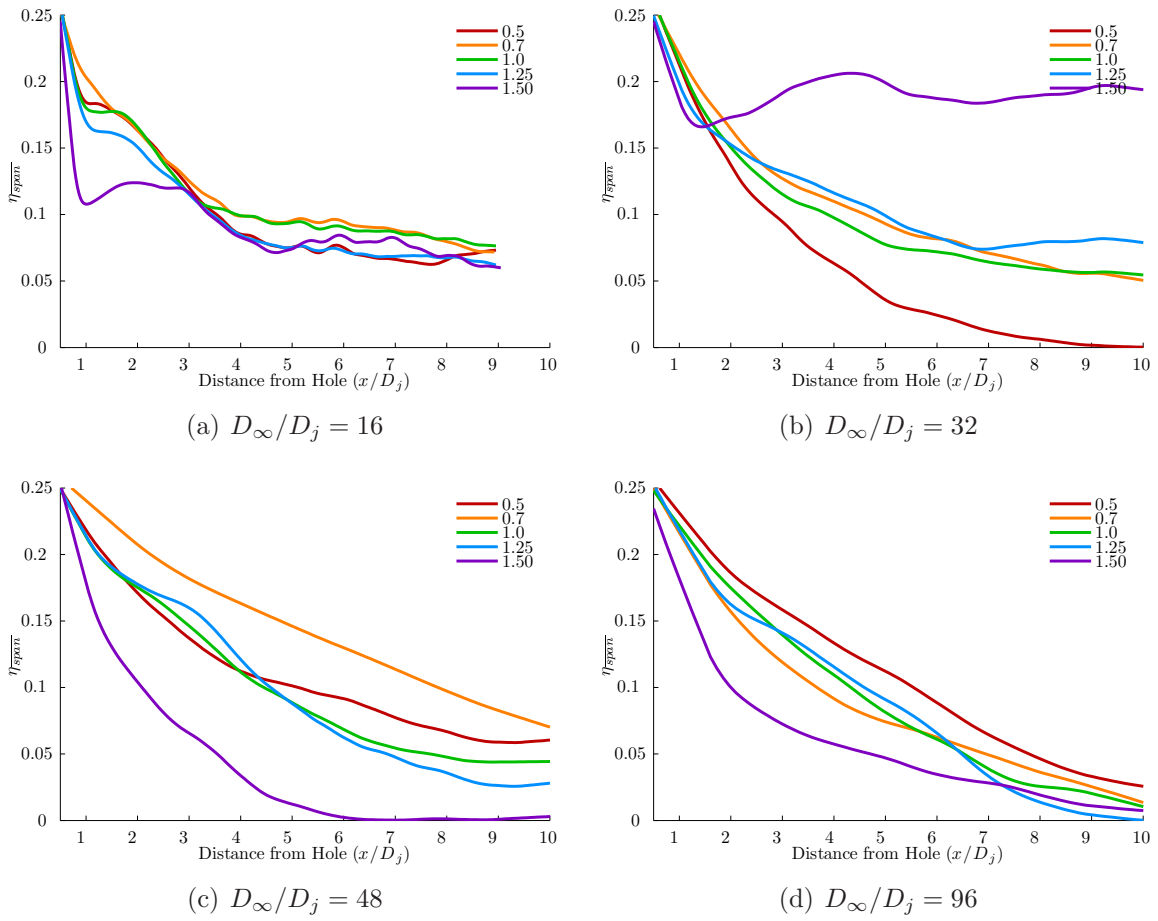 0.25
0.2
0.15
0.1
0.05
0
η_span
0.5
0.7
1.0
1.25
1.50
1 2 3 4 5 6 7 8 9 10
Distance from Hole (x/D_j)
(a) D_∞/D_j = 16
0.25
0.2
0.15
0.1
0.05
0
η_span
0.5
0.7
1.0
1.25
1.50
1 2 3 4 5 6 7 8 9 10
Distance from Hole (x/D_j)
(b) D_∞/D_j = 32
0.25
0.2
0.15
0.1
0.05
0
η_span
0.5
0.7
1.0
1.25
1.50
1 2 3 4 5 6 7 8 9 10
Distance from Hole (x/D_j)
(c) D_∞/D_j = 48
0.25
0.2
0.15
0.1
0.05
0
η_span
0.5
0.7
1.0
1.25
1.50
1 2 3 4 5 6 7 8 9 10
Distance from Hole (x/D_j)
(d) D_∞/D_j = 96